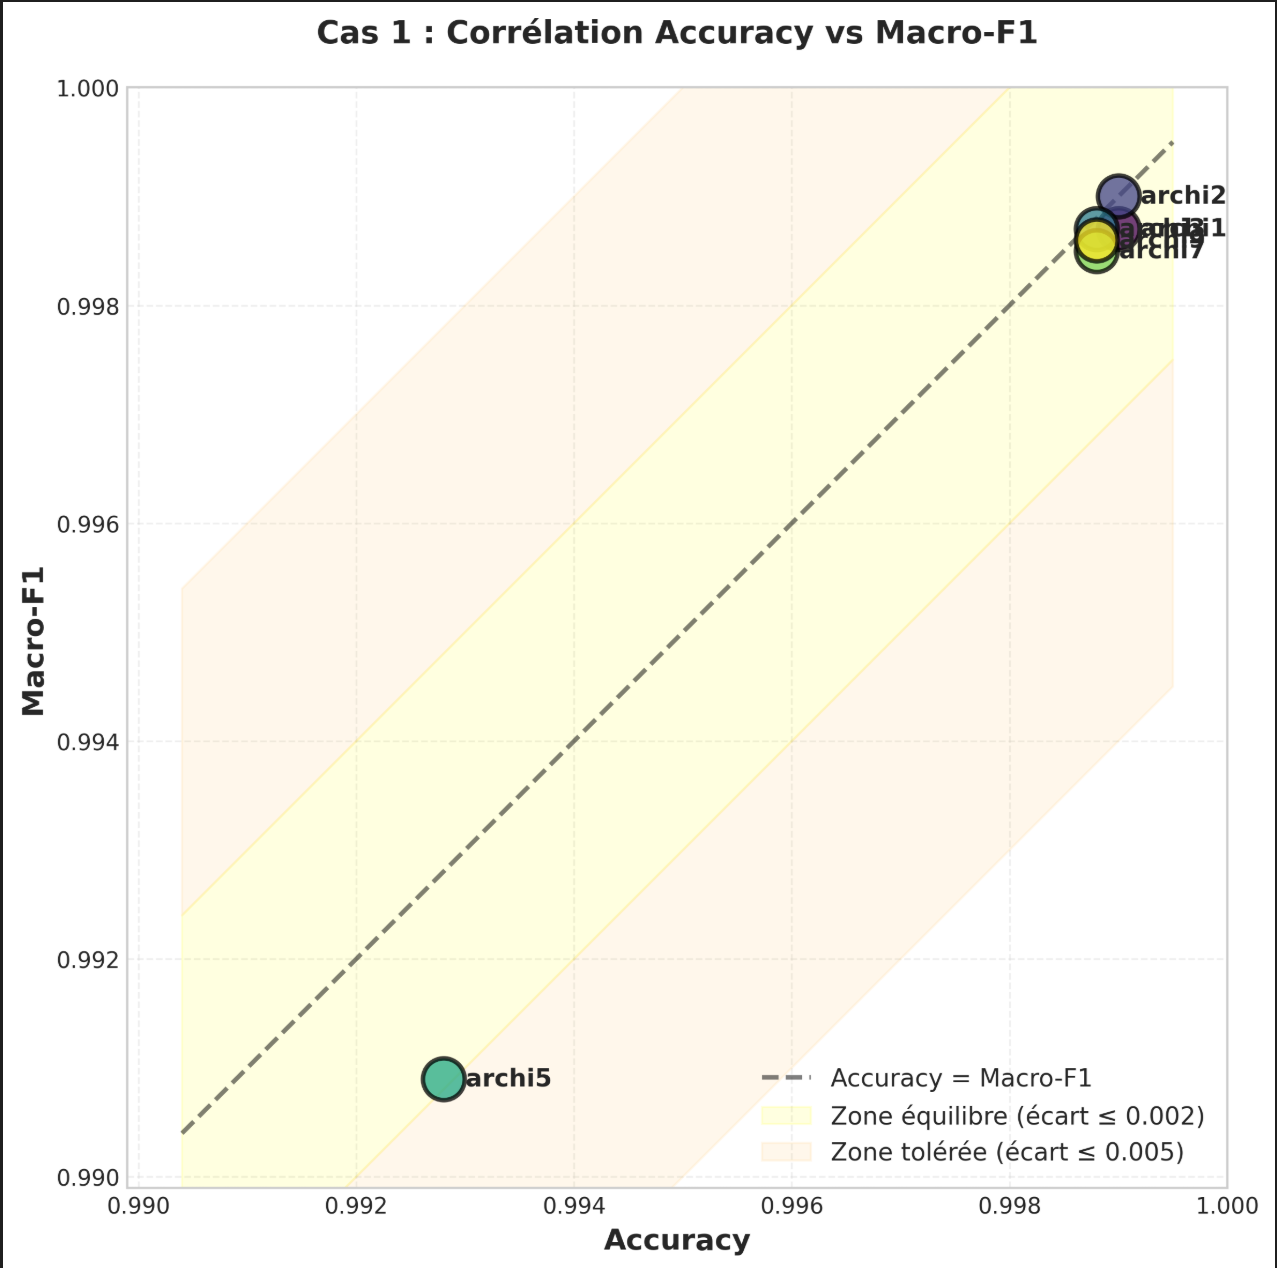 Cas 1 : Corrélation Accuracy vs Macro-F1
1.000
0.998
0.996
0.994
0.992
0.990
Macro-F1
archi2
archi1
archi7
archi5
Accuracy = Macro-F1
Zone équilibre (écart ≤ 0.002)
Zone tolérée (écart ≤ 0.005)
0.990 0.992 0.994 0.996 0.998 1.000
Accuracy